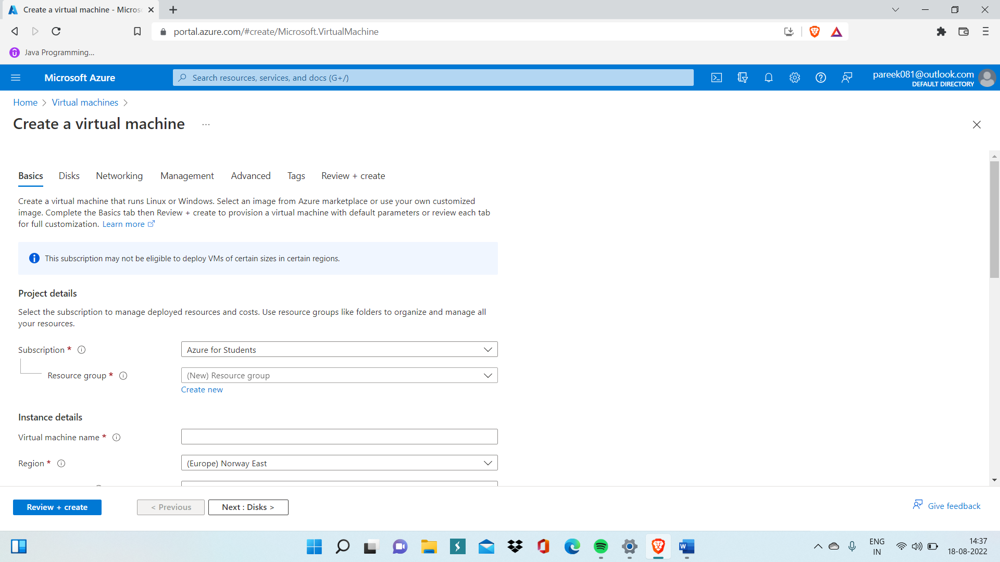 Create a virtual machine - Micros
portal.azure.com/#create/Microsoft.VirtualMachine
Java Programming...
Microsoft Azure
Search resources, services, and docs (G+/)
pareek081@outlook.com
DEFAULT DIRECTORY
Home > Virtual machines >
Create a virtual machine ...
Basics Disks Networking Management Advanced Tags Review + create
Create a virtual machine that runs Linux or Windows. Select an image from Azure marketplace or use your own customized
image. Complete the Basics tab then Review + create to provision a virtual machine with default parameters or review each tab
for full customization. Learn more
This subscription may not be eligible to deploy VMs of certain sizes in certain regions.
Project details
Select the subscription to manage deployed resources and costs. Use resource groups like folders to organize and manage all
your resources.
Subscription * Azure for Students
Resource group * (New) Resource group
Create new
Instance details
Virtual machine name *
Region * (Europe) Norway East
Review + create < Previous Next : Disks > Give feedback
ENG
IN
14:37
18-08-2022